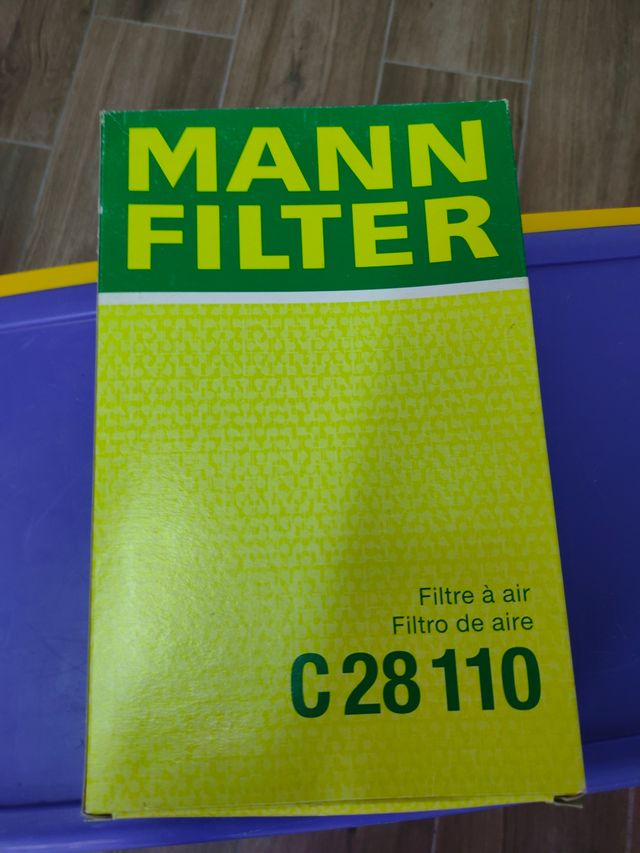 MANN
FILTER
Filtre à air
Filtro de aire
C 28 110